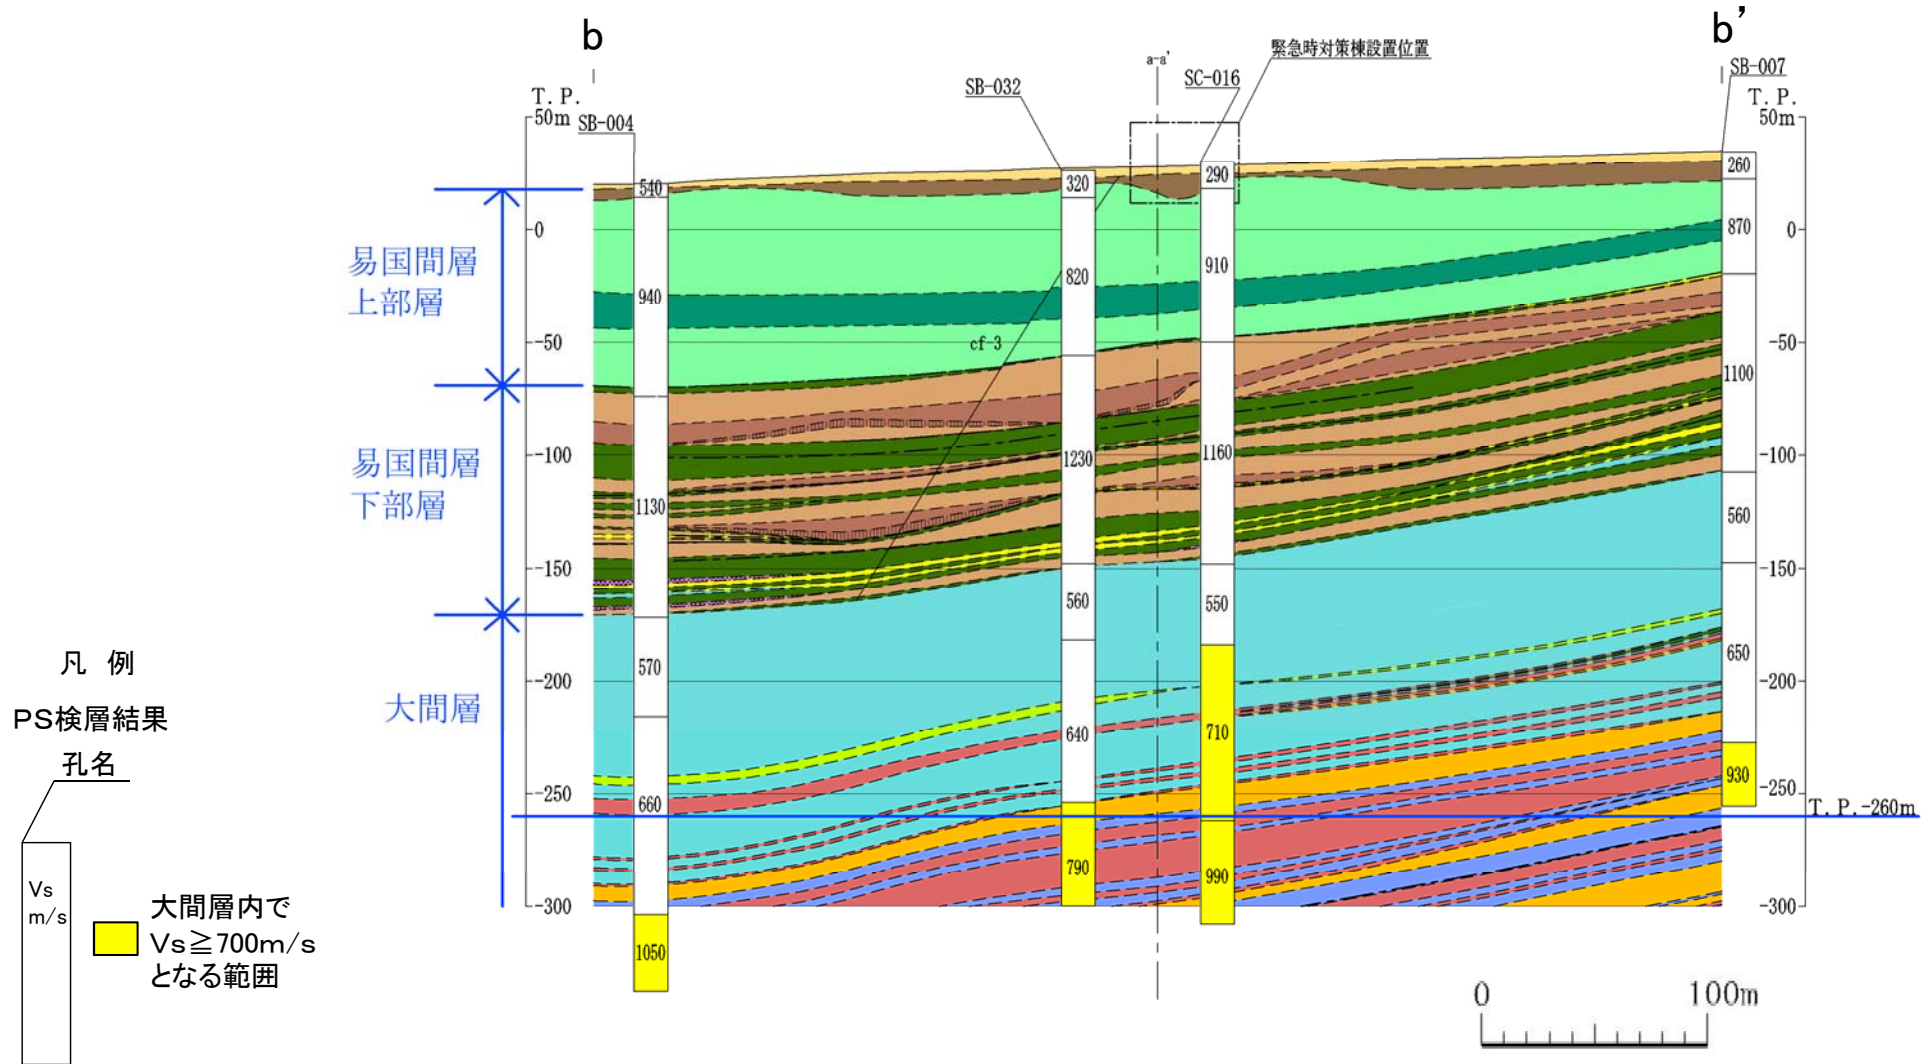 b
b’
緊急時対策棟設置位置
a-a'
SB-032
SC-016
SB-007
T.P.
50m
SB-004
T.P.
50m
540
320
290
260
0
870
0
易国間層
上部層
940
820
910
-50
cf-3
-50
1100
-100
易国間層
下部層
1130
1230
1160
-100
560
-150
-150
560
550
凡 例
570
650
-200
-200
大間層
PS検層結果
孔名
640
710
660
930
-250
-250
T.P.-260m
790
990
Vs
m/s
-300
-300
大間層内で
Vs≧700m/s
となる範囲
1050
0
100m